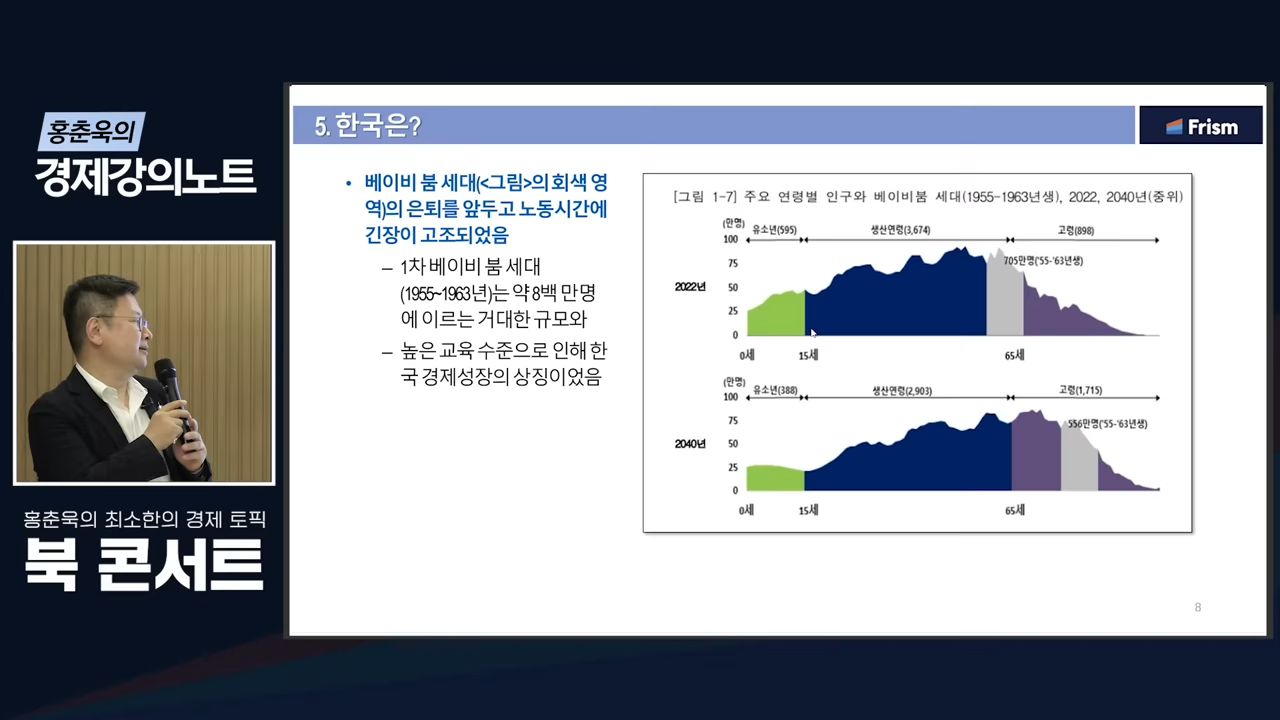 홍춘욱의
경제강의노트
홍춘욱의 최소한의 경제 토픽
북 콘서트
5. 한국은?
Frism
• 베이비 붐 세대(<그림>의 회색 영
역)의 은퇴를 앞두고 노동시간에
긴장이 고조되었음
– 1차 베이비 붐 세대
(1955~1963년)는 약 8백 만 명
에 이르는 거대한 규모와
– 높은 교육 수준으로 인해 한
국 경제성장의 상징이었음
[그림 1-7] 주요 연령별 인구와 베이비붐 세대(1955-1963년생), 2022, 2040년(중위)
(만명)
유소년(595) 생산연령(3,674) 고령(898)
100
75
50
25
0
705만명('55-'63년생)
2022년
0세 15세 65세
(만명)
유소년(388) 생산연령(2,903) 고령(1,715)
100
75
50
25
0
556만명('55-'63년생)
2040년
0세 15세 65세
8